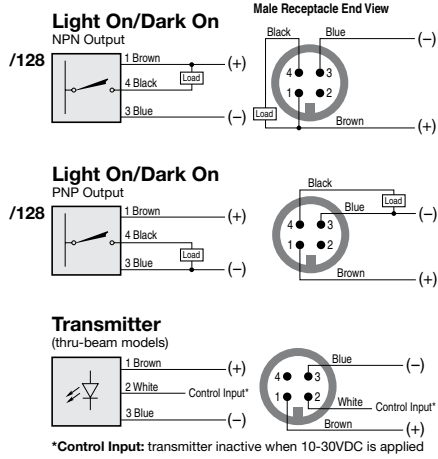 Male Receptacle End View
Light On/Dark On
NPN Output
/128
1 Brown
(+)
Load
4 Black
3 Blue
(–)
Black
Blue
(–)
4
3
1
2
Load
Brown
(+)
Light On/Dark On
PNP Output
/128
1 Brown
(+)
4 Black
Load
3 Blue
(–)
Black
Load
Blue
(–)
4
3
1
2
Brown
(+)
Transmitter
(thru-beam models)
1 Brown
(+)
2 White
Control Input*
3 Blue
(–)
Blue
(–)
4
3
1
2
White
Control Input*
Brown
(+)
*Control Input: transmitter inactive when 10-30VDC is applied